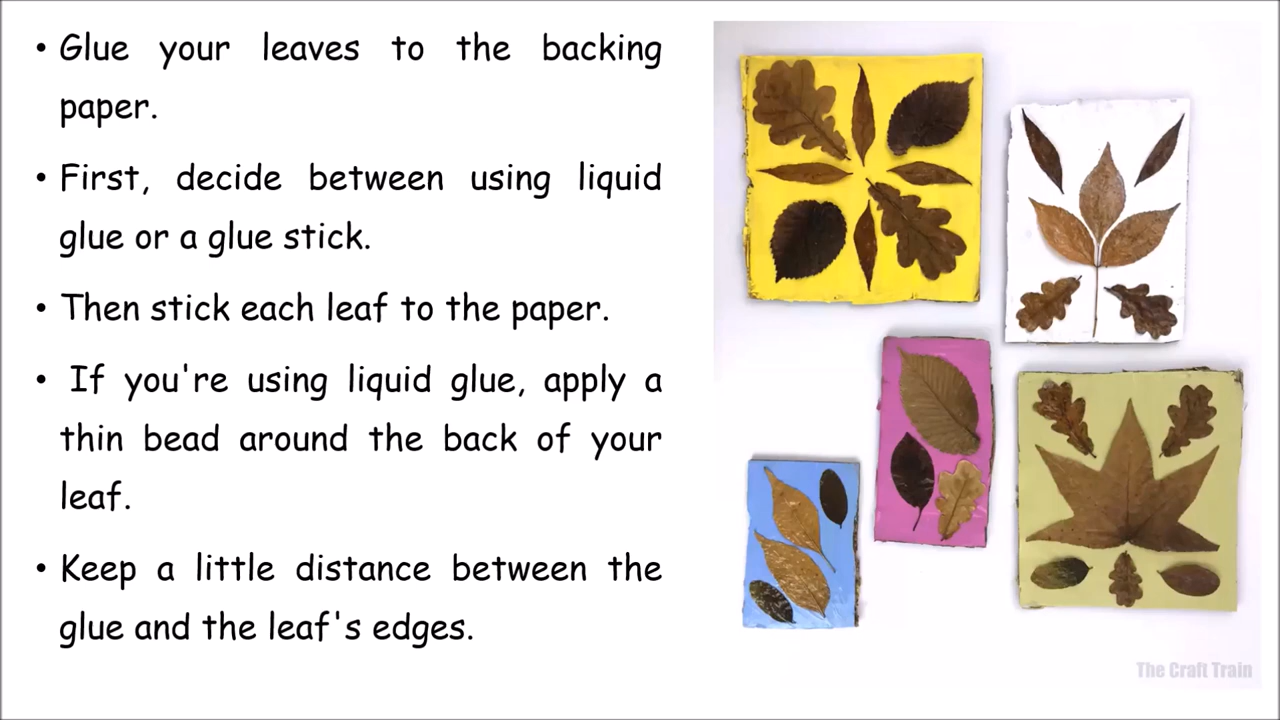 • Glue your leaves to the backing
paper.
• First, decide between using liquid
glue or a glue stick.
• Then stick each leaf to the paper.
• If you're using liquid glue, apply a
thin bead around the back of your
leaf.
• Keep a little distance between the
glue and the leaf's edges.
The Craft Train